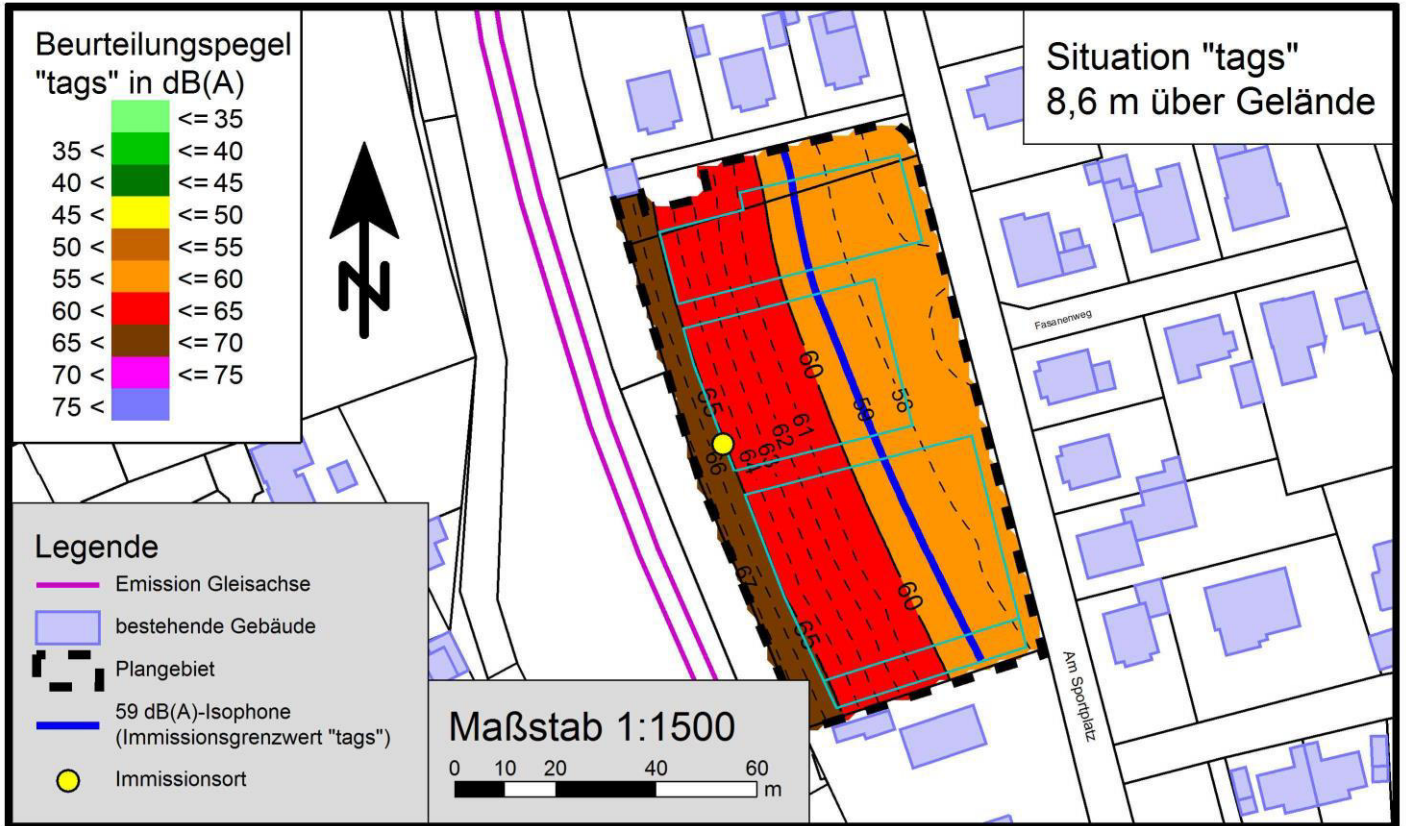 Beurteilungspegel
"tags" in dB(A)
<= 35
35 < <= 40
40 < <= 45
45 < <= 50
50 < <= 55
55 < <= 60
60 < <= 65
65 < <= 70
70 < <= 75
75 <
N
Situation "tags"
8,6 m über Gelände
Fasanenweg
Am Sportplatz
60
58
59
65
61
62
63
64
66
67
60
65
Legende
Emission Gleisachse
bestehende Gebäude
Plangebiet
59 dB(A)-Isophone
(Immissionsgrenzwert "tags")
Immissionsort
Maßstab 1:1500
0 10 20 40 60
m